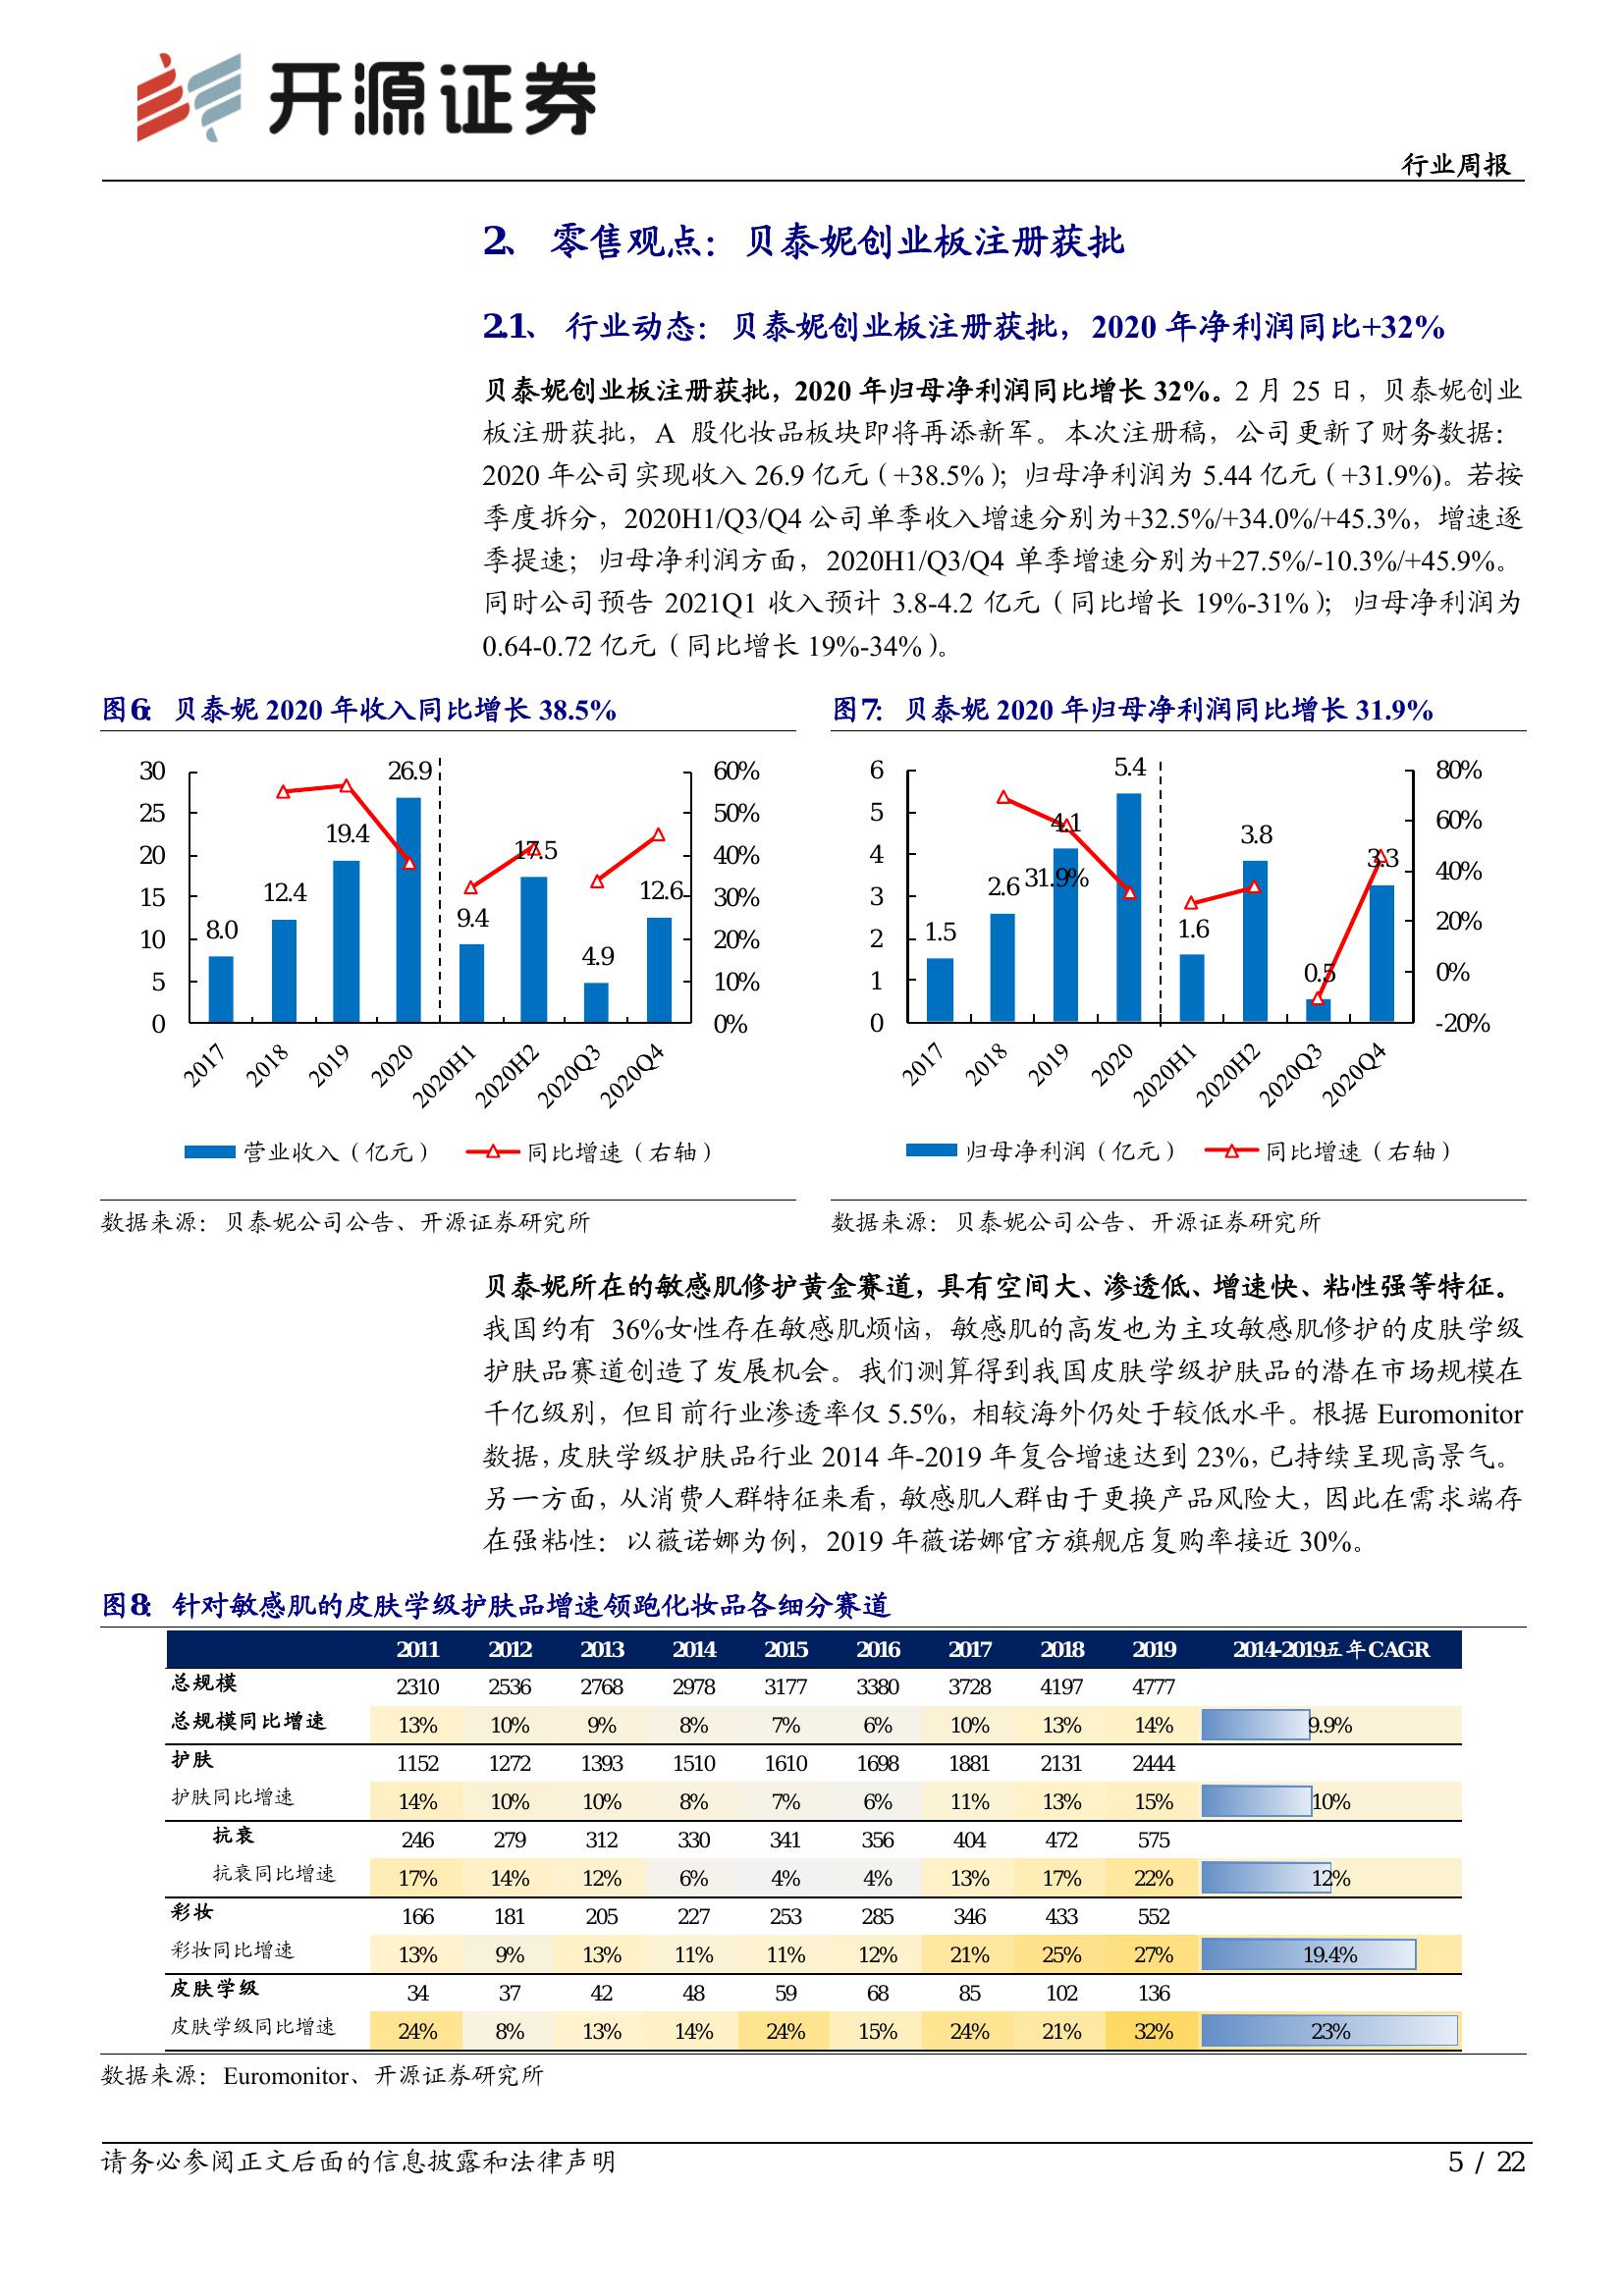 开源证券
行业周报
2、 零售观点：贝泰妮创业板注册获批
2.1、 行业动态：贝泰妮创业板注册获批，2020 年净利润同比+32%
贝泰妮创业板注册获批，2020 年归母净利润同比增长 32%。2 月 25 日，贝泰妮创业
板注册获批，A 股化妆品板块即将再添新军。本次注册稿，公司更新了财务数据：
2020 年公司实现收入 26.9 亿元（+38.5%）；归母净利润为 5.44 亿元（+31.9%)。若按
季度拆分，2020H1/Q3/Q4 公司单季收入增速分别为+32.5%/+34.0%/+45.3%，增速逐
季提速；归母净利润方面，2020H1/Q3/Q4 单季增速分别为+27.5%/-10.3%/+45.9%。
同时公司预告 2021Q1 收入预计 3.8-4.2 亿元（同比增长 19%-31%）；归母净利润为
0.64-0.72 亿元（同比增长 19%-34%）。
图6：贝泰妮 2020 年收入同比增长 38.5%
30
25
20
15
10
5
0
8.0
12.4
19.4
26.9
9.4
17.5
4.9
12.6
60%
50%
40%
30%
20%
10%
0%
2017
2018
2019
2020
2020H1
2020H2
2020Q3
2020Q4
营业收入（亿元）
同比增速（右轴）
数据来源：贝泰妮公司公告、开源证券研究所
图7：贝泰妮 2020 年归母净利润同比增长 31.9%
6
5
4
3
2
1
0
1.5
2.6
4.1
31.9%
5.4
1.6
3.8
0.5
3.3
80%
60%
40%
20%
0%
-20%
2017
2018
2019
2020
2020H1
2020H2
2020Q3
2020Q4
归母净利润（亿元）
同比增速（右轴）
数据来源：贝泰妮公司公告、开源证券研究所
贝泰妮所在的敏感肌修护黄金赛道，具有空间大、渗透低、增速快、粘性强等特征。
我国约有 36%女性存在敏感肌烦恼，敏感肌的高发也为主攻敏感肌修护的皮肤学级
护肤品赛道创造了发展机会。我们测算得到我国皮肤学级护肤品的潜在市场规模在
千亿级别，但目前行业渗透率仅 5.5%，相较海外仍处于较低水平。根据 Euromonitor
数据，皮肤学级护肤品行业 2014 年-2019 年复合增速达到 23%，已持续呈现高景气。
另一方面，从消费人群特征来看，敏感肌人群由于更换产品风险大，因此在需求端存
在强粘性：以薇诺娜为例，2019 年薇诺娜官方旗舰店复购率接近 30%。
图8：针对敏感肌的皮肤学级护肤品增速领跑化妆品各细分赛道
2011 2012 2013 2014 2015 2016 2017 2018 2019 2014-2019五年CAGR
总规模 2310 2536 2768 2978 3177 3380 3728 4197 4777
总规模同比增速 13% 10% 9% 8% 7% 6% 10% 13% 14% 9.9%
护肤 1152 1272 1393 1510 1610 1698 1881 2131 2444
护肤同比增速 14% 10% 10% 8% 7% 6% 11% 13% 15% 10%
抗衰 246 279 312 330 341 356 404 472 575
抗衰同比增速 17% 14% 12% 6% 4% 4% 13% 17% 22% 12%
彩妆 166 181 205 227 253 285 346 433 552
彩妆同比增速 13% 9% 13% 11% 11% 12% 21% 25% 27% 19.4%
皮肤学级 34 37 42 48 59 68 85 102 136
皮肤学级同比增速 24% 8% 13% 14% 24% 15% 24% 21% 32% 23%
数据来源：Euromonitor、开源证券研究所
请务必参阅正文后面的信息披露和法律声明
5 / 22